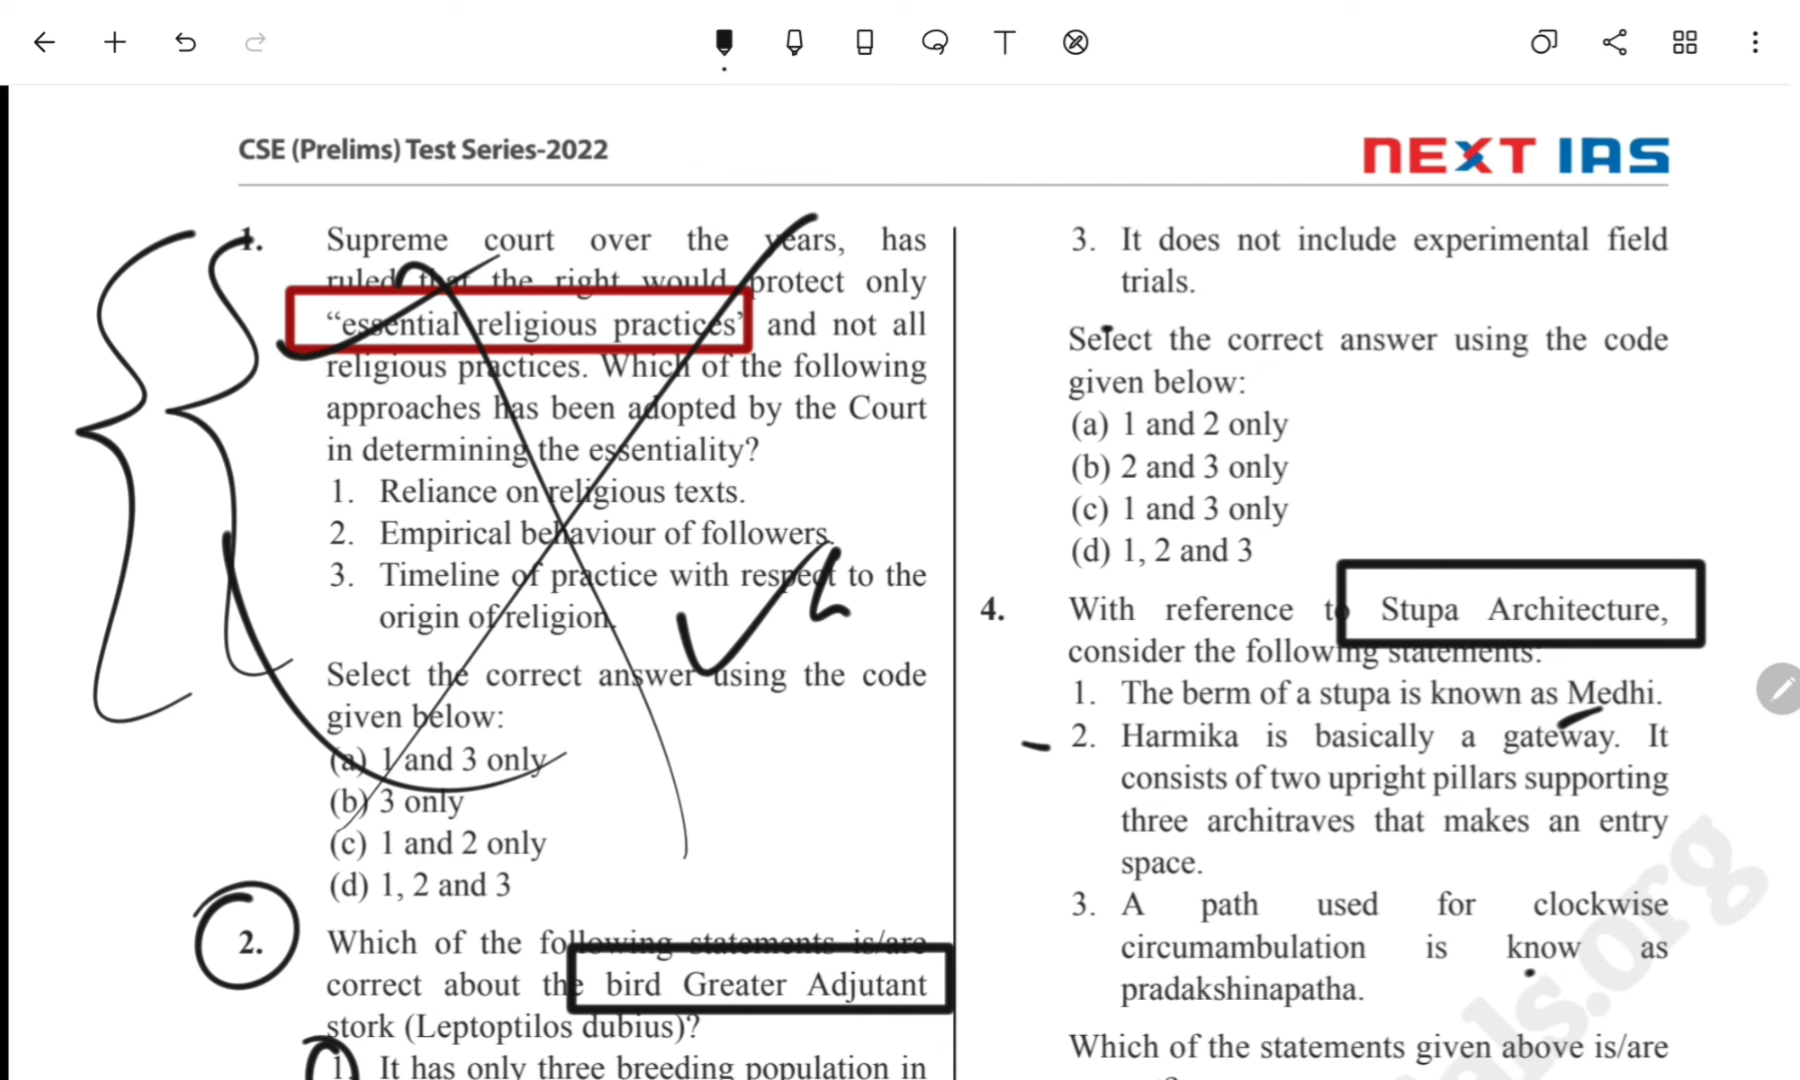 CSE (Prelims) Test Series-2022
NEXT IAS
1. Supreme court over the years, has
ruled that the right would protect only
“essential religious practices” and not all
religious practices. Which of the following
approaches has been adopted by the Court
in determining the essentiality?
1. Reliance on religious texts.
2. Empirical behaviour of followers.
3. Timeline of practice with respect to the
origin of religion.
Select the correct answer using the code
given below:
(a) 1 and 3 only
(b) 3 only
(c) 1 and 2 only
(d) 1, 2 and 3
2. Which of the following statements is/are
correct about the bird Greater Adjutant
stork (Leptoptilos dubius)?
1. It has only three breeding population in
3. It does not include experimental field
trials.
Select the correct answer using the code
given below:
(a) 1 and 2 only
(b) 2 and 3 only
(c) 1 and 3 only
(d) 1, 2 and 3
4. With reference to Stupa Architecture,
consider the following statements:
1. The berm of a stupa is known as Medhi.
2. Harmika is basically a gateway. It
consists of two upright pillars supporting
three architraves that makes an entry
space.
3. A path used for clockwise
circumambulation is know as
pradakshinapatha.
Which of the statements given above is/are
als.org